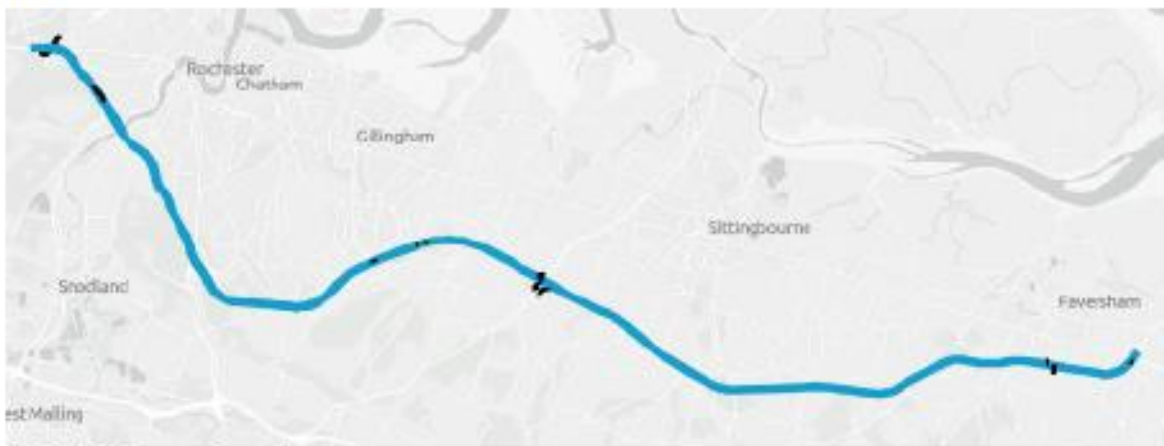 Rochester
Chatham
Gillingham
Sittingbourne
Snodland
Faversham
est Malling